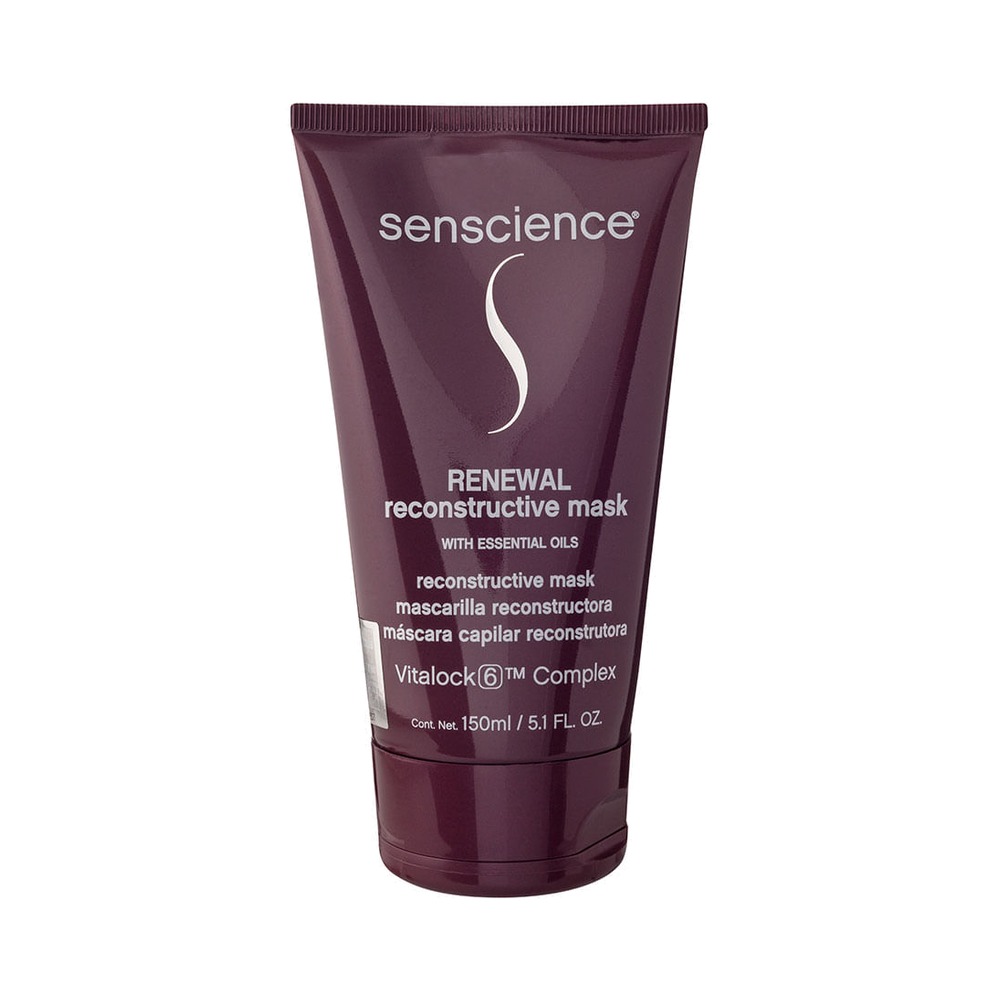 senscience®
RENEWAL
reconstructive mask
WITH ESSENTIAL OILS
reconstructive mask
mascarilla reconstructora
máscara capilar reconstrutora
Vitalock6™ Complex
Cont. Net. 150ml / 5.1 FL. OZ.